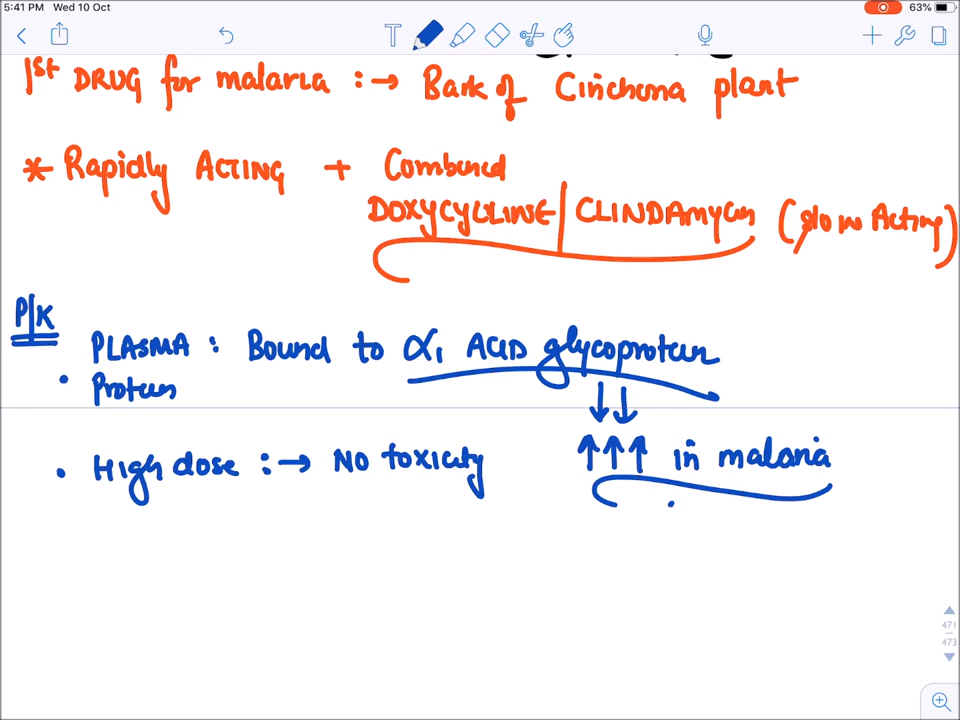 5:41 PM Wed 10 Oct
63%
1st DRUG for malaria :→ Bark of Cinchona plant
* Rapidly ACTING + Combined
DOXYCYCLINE / CLINDAMYCIN (slow Acting)
P/K
PLASMA : Bound to α1 ACID glycoprotein
• Protein
↓↓
• High dose :→ No toxicity ↑↑↑ in malaria
471
473